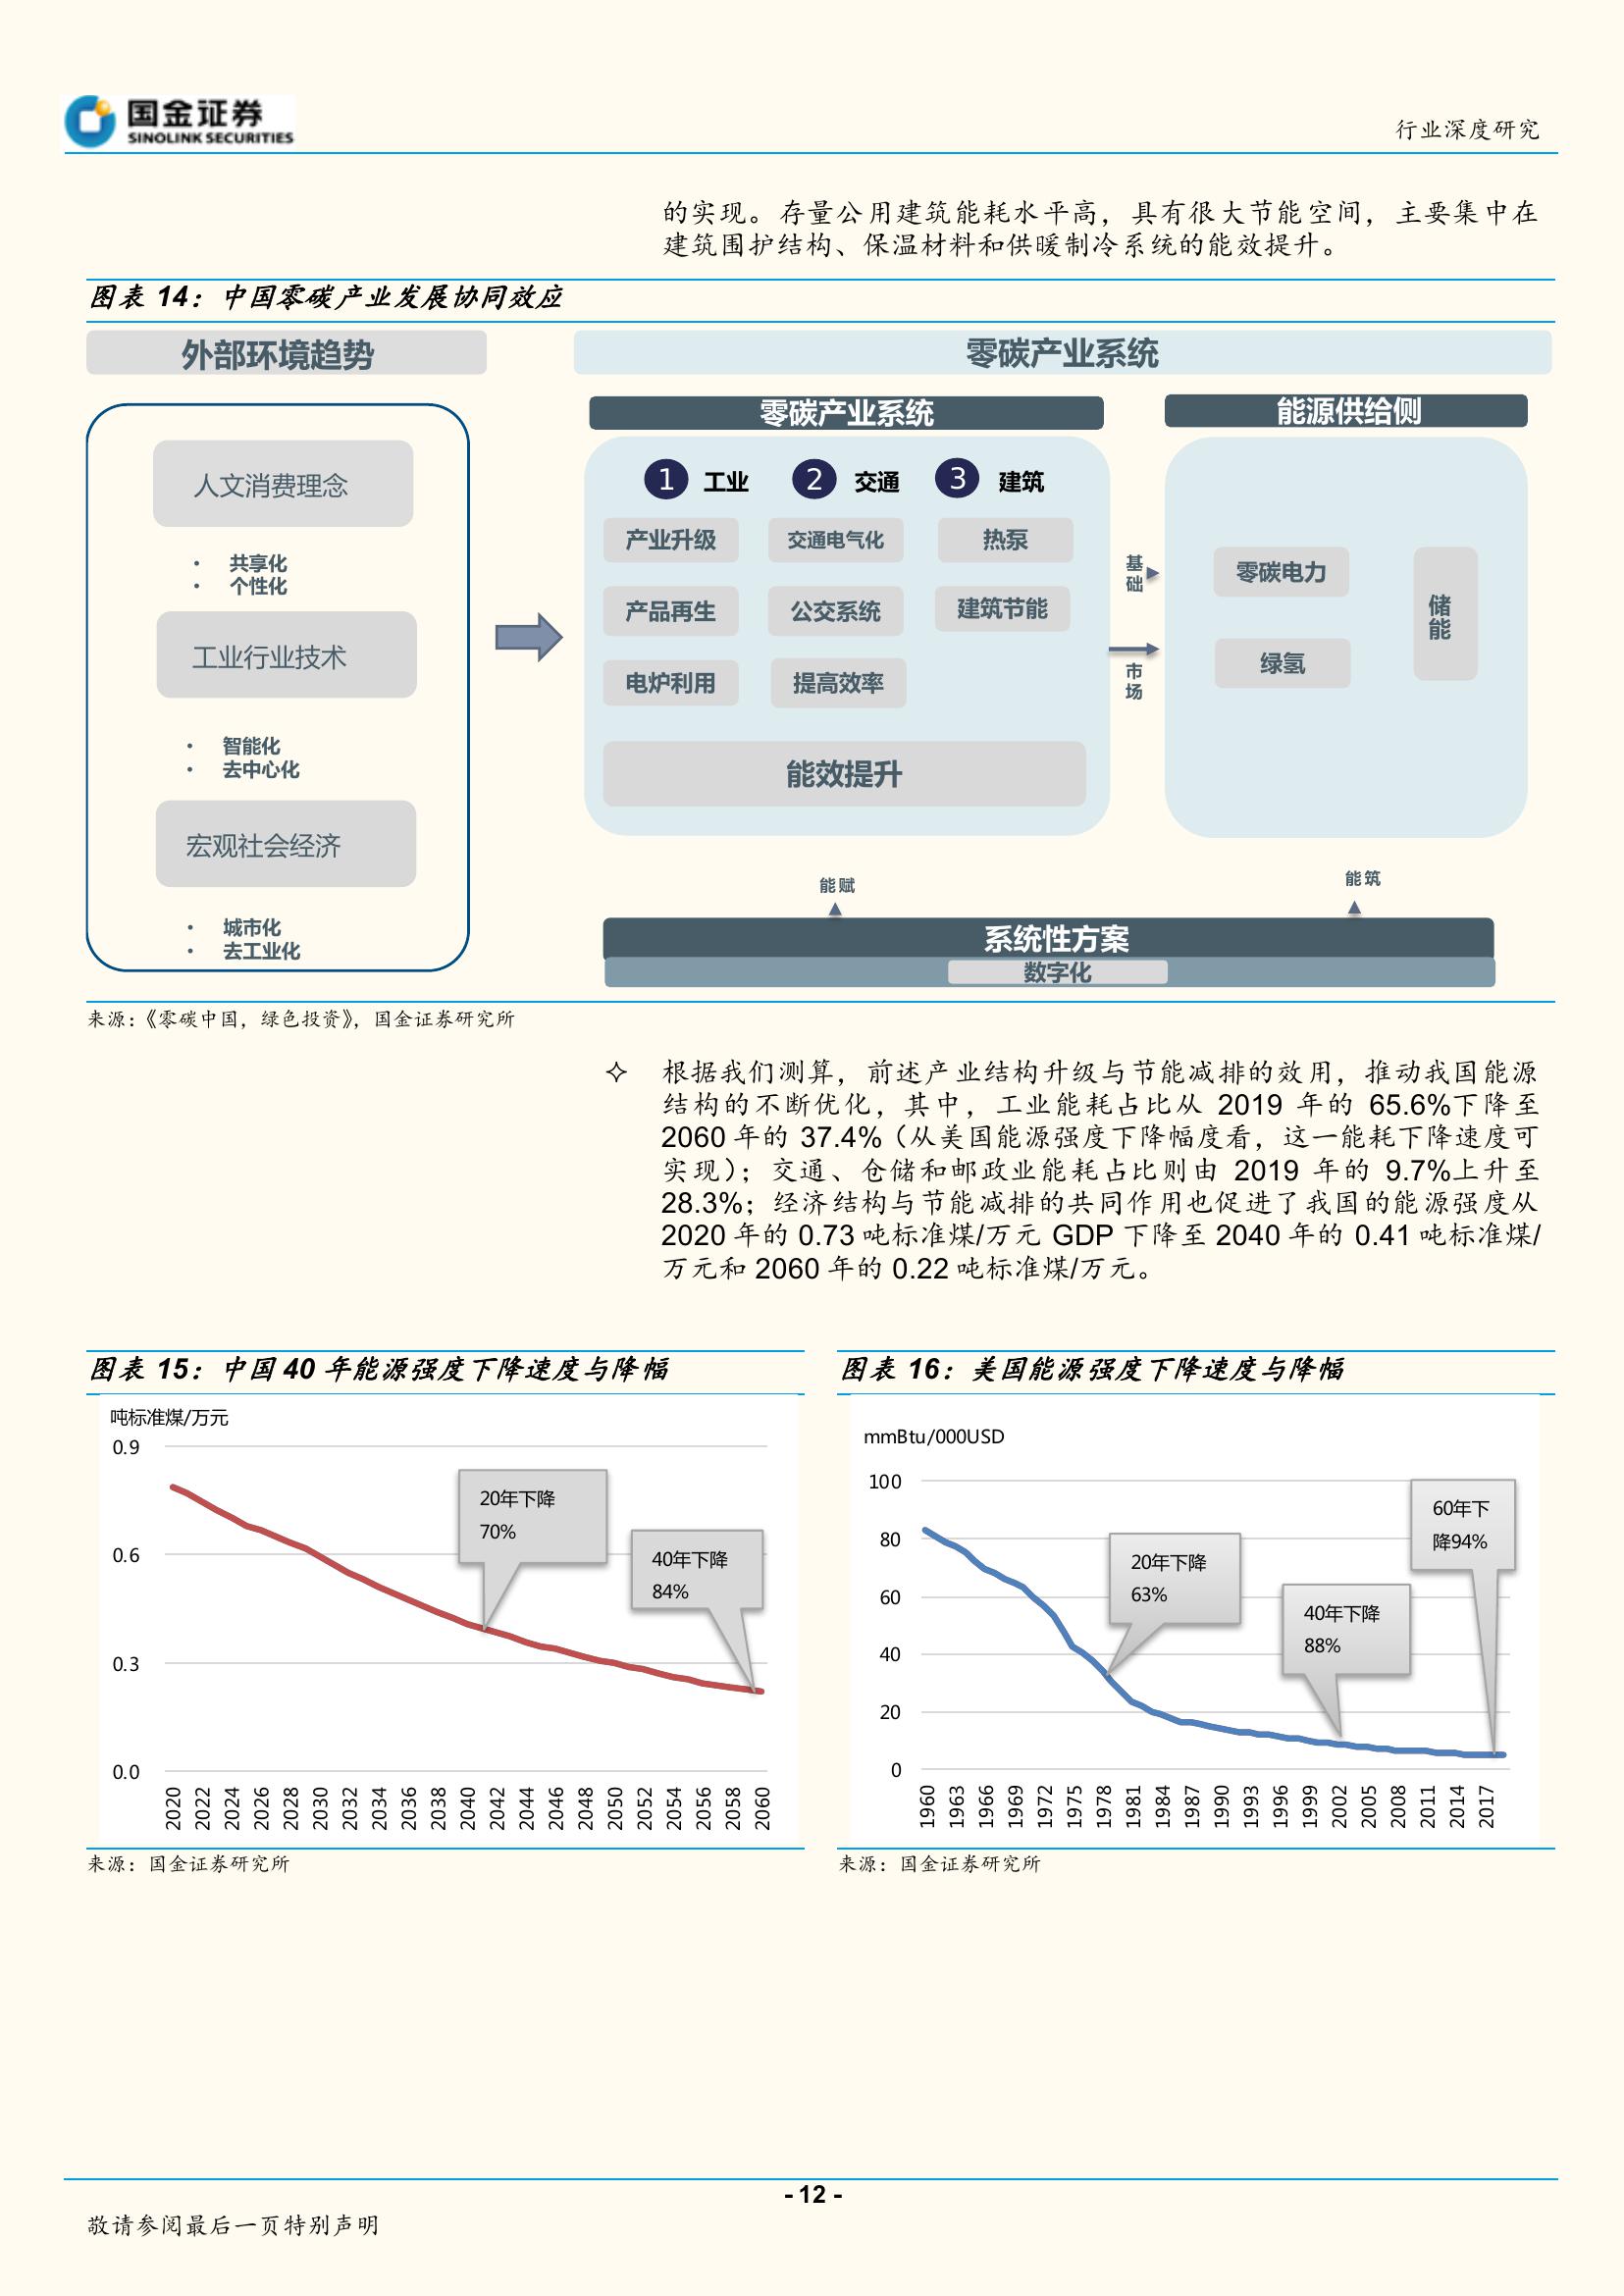 国金证券
SINOLINK SECURITIES
行业深度研究
的实现。存量公用建筑能耗水平高，具有很大节能空间，主要集中在
建筑围护结构、保温材料和供暖制冷系统的能效提升。
图表 14：中国零碳产业发展协同效应
外部环境趋势
人文消费理念
• 共享化
• 个性化
工业行业技术
• 智能化
• 去中心化
宏观社会经济
• 城市化
• 去工业化
零碳产业系统
零碳产业系统
1 工业 2 交通 3 建筑
产业升级 交通电气化 热泵
产品再生 公交系统 建筑节能
电炉利用 提高效率
能效提升
基础
市场
能源供给侧
零碳电力
绿氢
储能
能赋
能筑
系统性方案
数字化
来源：《零碳中国，绿色投资》，国金证券研究所
✧ 根据我们测算，前述产业结构升级与节能减排的效用，推动我国能源
结构的不断优化，其中，工业能耗占比从 2019 年的 65.6%下降至
2060 年的 37.4%（从美国能源强度下降幅度看，这一能耗下降速度可
实现）；交通、仓储和邮政业能耗占比则由 2019 年的 9.7%上升至
28.3%；经济结构与节能减排的共同作用也促进了我国的能源强度从
2020 年的 0.73 吨标准煤/万元 GDP 下降至 2040 年的 0.41 吨标准煤/
万元和 2060 年的 0.22 吨标准煤/万元。
图表 15：中国 40 年能源强度下降速度与降幅
吨标准煤/万元
0.9
0.6
0.3
0.0
20年下降
70%
40年下降
84%
2020 2022 2024 2026 2028 2030 2032 2034 2036 2038 2040 2042 2044 2046 2048 2050 2052 2054 2056 2058 2060
来源：国金证券研究所
图表 16：美国能源强度下降速度与降幅
mmBtu/000USD
100
80
60
40
20
0
20年下降
63%
40年下降
88%
60年下
降94%
1960 1963 1966 1969 1972 1975 1978 1981 1984 1987 1990 1993 1996 1999 2002 2005 2008 2011 2014 2017
来源：国金证券研究所
- 12 -
敬请参阅最后一页特别声明